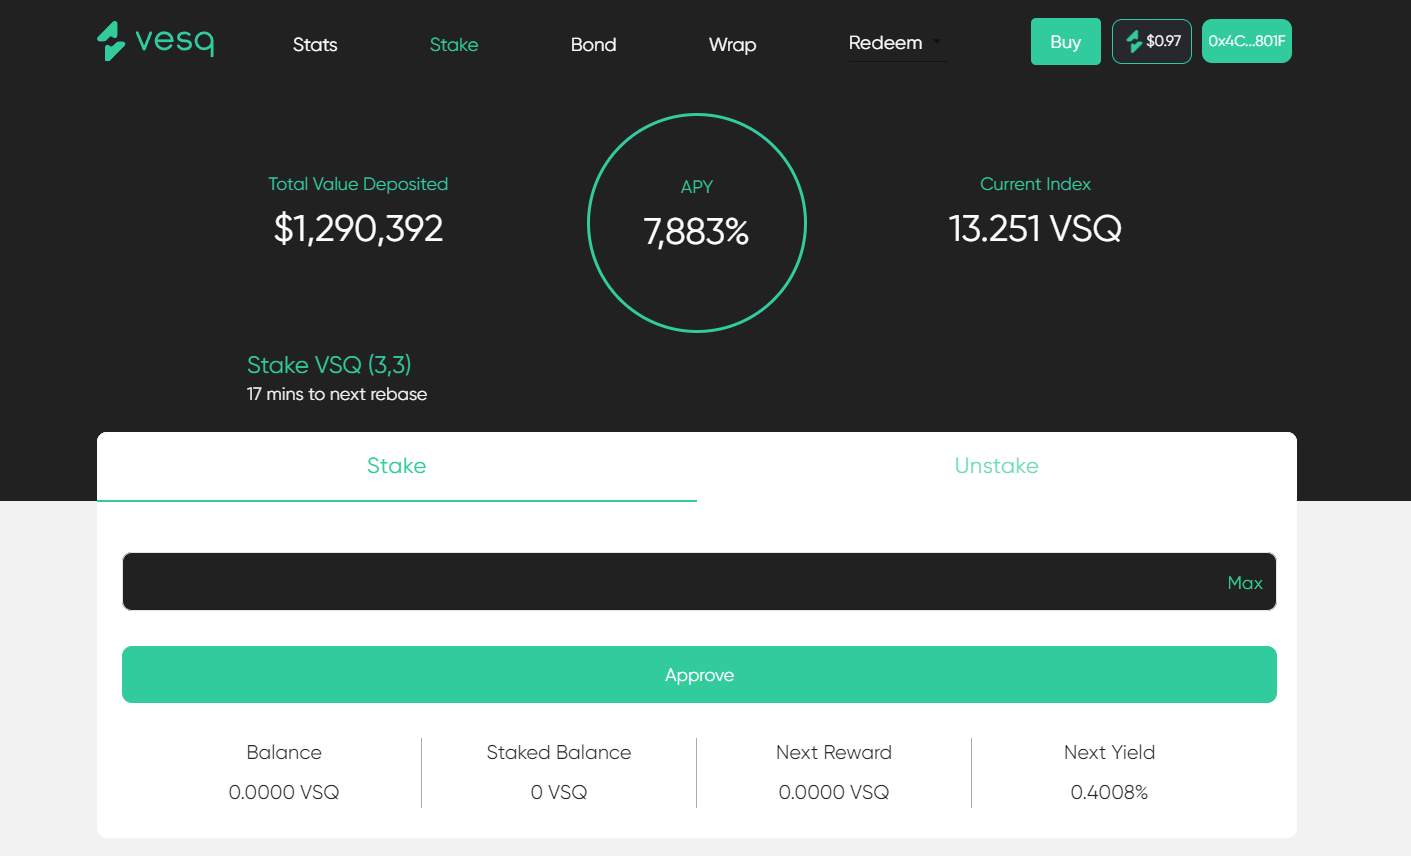 vesq
Stats
Stake
Bond
Wrap
Redeem
Buy
$0.97
0x4C...801F
Total Value Deposited
$1,290,392
APY
7,883%
Current Index
13.251 VSQ
Stake VSQ (3,3)
17 mins to next rebase
Stake
Unstake
Max
Approve
Balance
0.0000 VSQ
Staked Balance
0 VSQ
Next Reward
0.0000 VSQ
Next Yield
0.4008%